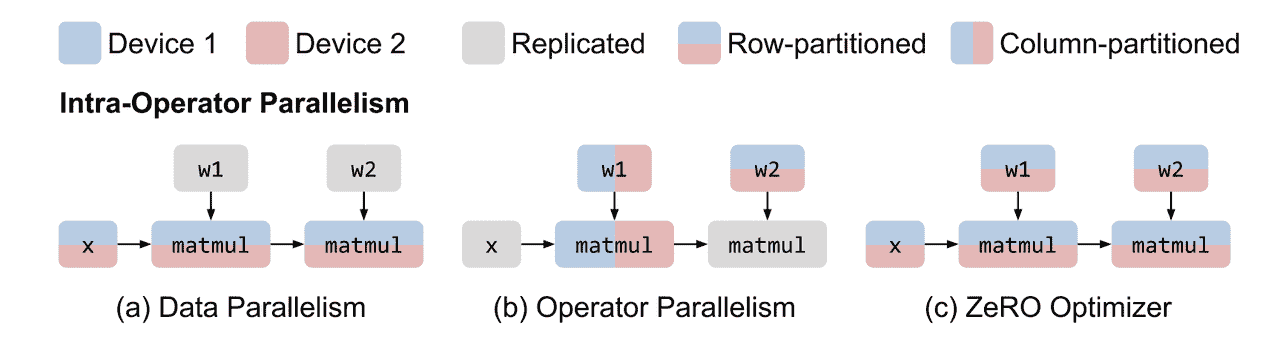 Device 1 Device 2 Replicated Row-partitioned Column-partitioned
Intra-Operator Parallelism
w1 w2 w1 w2 w1 w2
x matmul matmul x matmul matmul x matmul matmul
(a) Data Parallelism (b) Operator Parallelism (c) ZeRO Optimizer